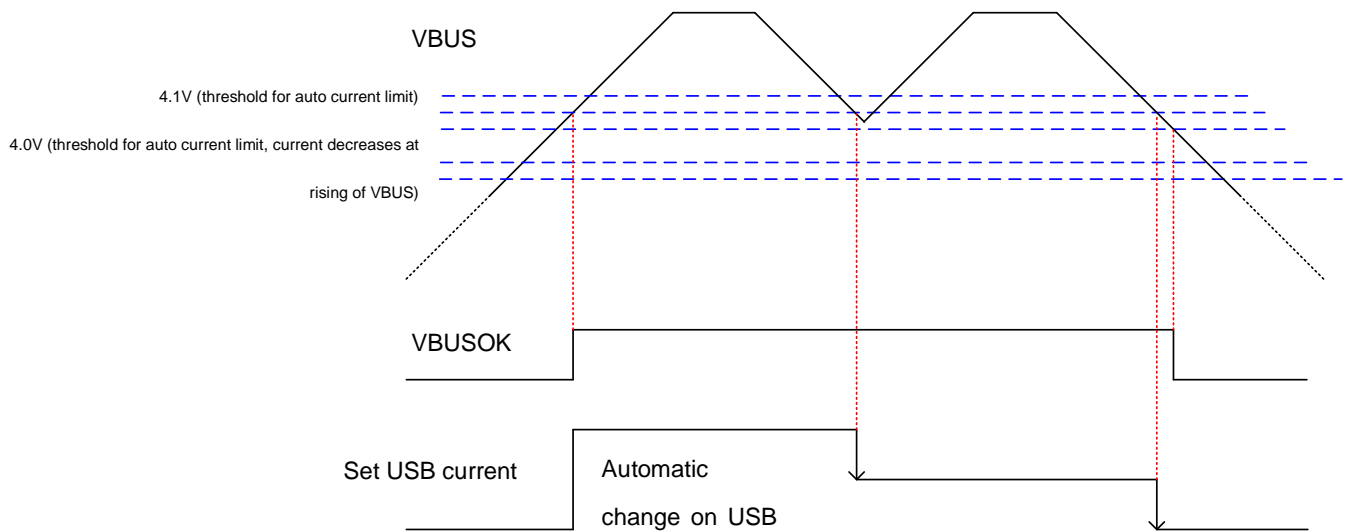 VBUS
4.1V (threshold for auto current limit)
4.0V (threshold for auto current limit, current decreases at
rising of VBUS)
VBUSOK
Set USB current
Automatic
change on USB